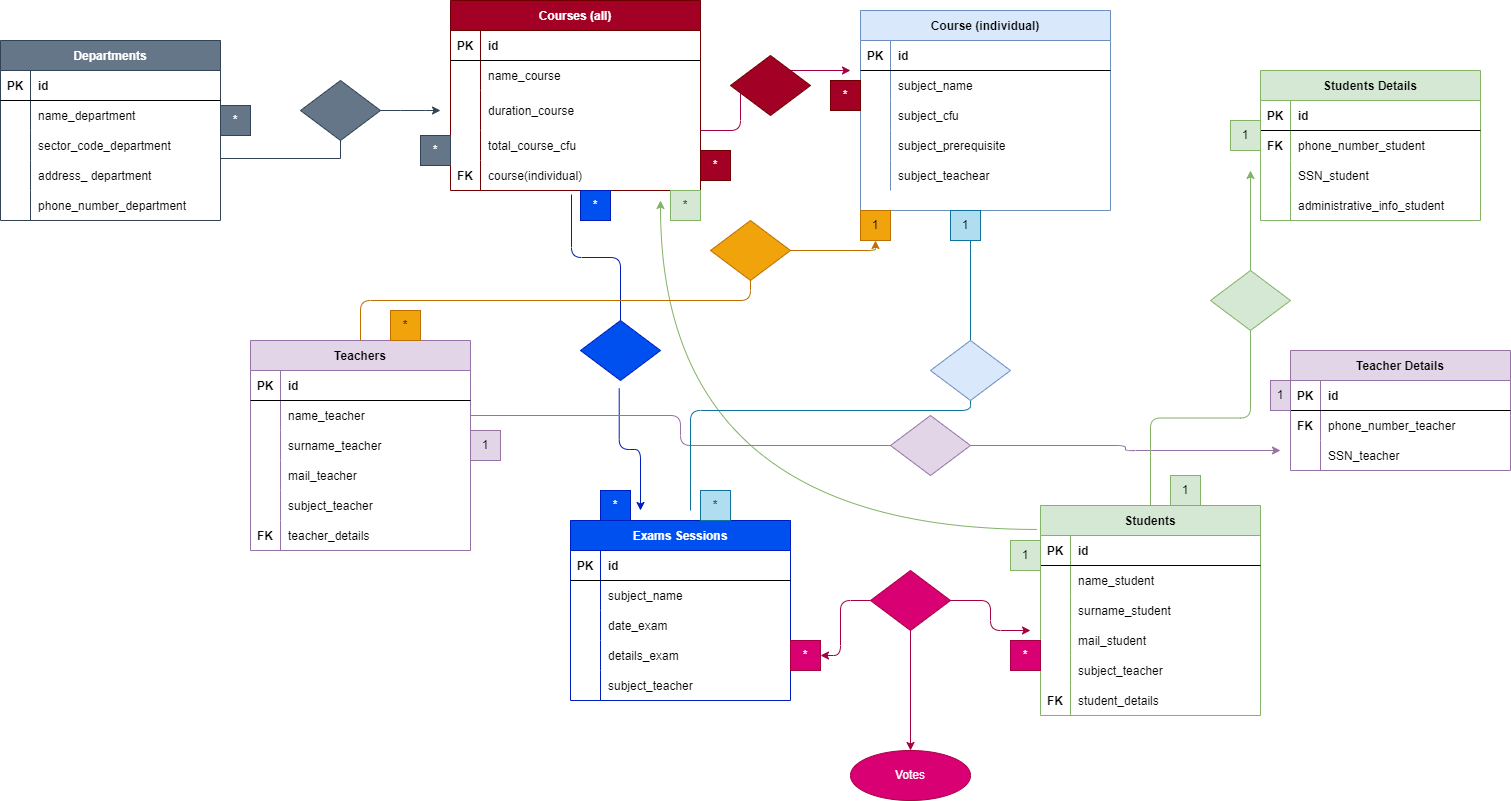 Departments
PK id
name_department
sector_code_department
address_ department
phone_number_department
*
*
Courses (all)
PK id
name_course
duration_course
total_course_cfu
FK course(individual)
*
*
*
*
Course (individual)
PK id
subject_name
subject_cfu
subject_prerequisite
subject_teachear
1
1
Students Details
PK id
1
FK phone_number_student
SSN_student
administrative_info_student
*
Teachers
PK id
name_teacher
surname_teacher
1
mail_teacher
subject_teacher
FK teacher_details
Teacher Details
1
PK id
FK phone_number_teacher
SSN_teacher
*
*
Exams Sessions
PK id
subject_name
date_exam
details_exam
subject_teacher
*
1
Students
1
PK id
name_student
surname_student
mail_student
*
subject_teacher
FK student_details
Votes